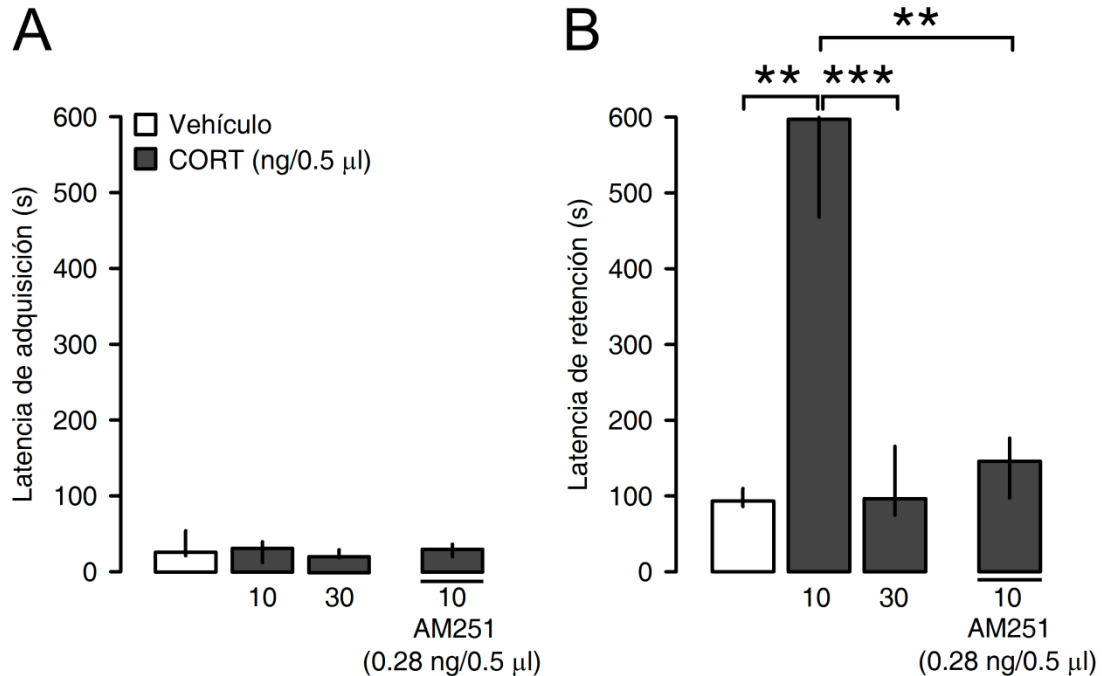 A
Latencia de adquisición (s)
600
500
400
300
200
100
0
Vehículo
CORT (ng/0.5 µl)
10
30
10
AM251
(0.28 ng/0.5 µl)
B
Latencia de retención (s)
600
500
400
300
200
100
0
**
** ***
10
30
10
AM251
(0.28 ng/0.5 µl)